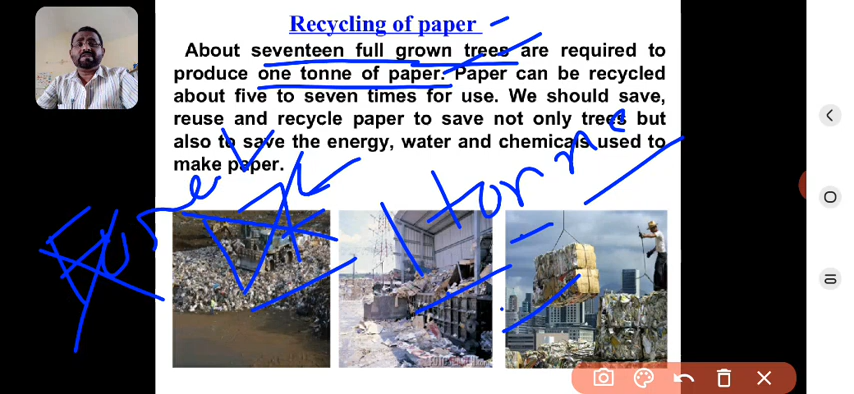 Recycling of paper
About seventeen full grown trees are required to
produce one tonne of paper. Paper can be recycled
about five to seven times for use. We should save,
reuse and recycle paper to save not only trees but
also to save the energy, water and chemicals used to
make paper.
1 tonne